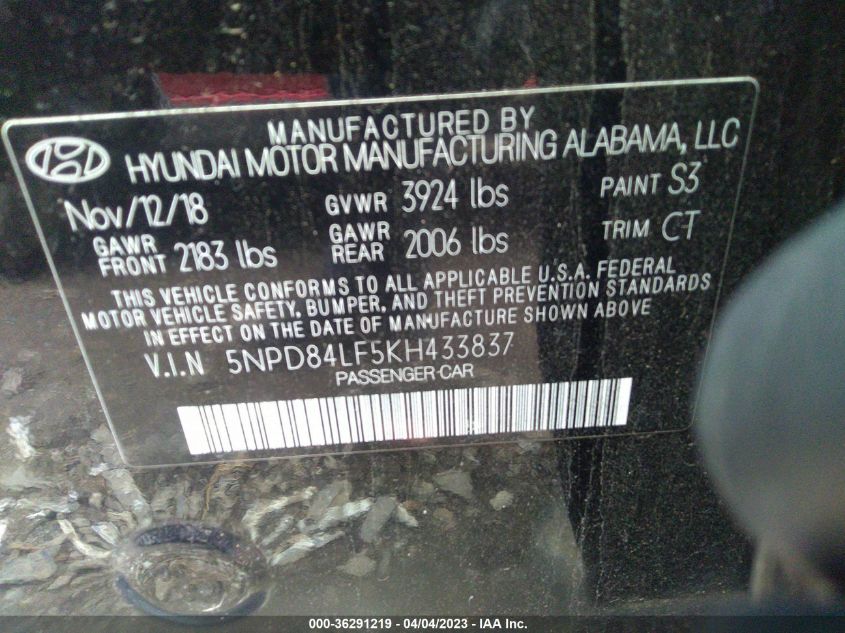 MANUFACTURED BY
HYUNDAI MOTOR MANUFACTURING ALABAMA, LLC
Nov/12/18 GVWR 3924 lbs PAINT S3
GAWR FRONT 2183 lbs GAWR REAR 2006 lbs TRIM CT
THIS VEHICLE CONFORMS TO ALL APPLICABLE U.S.A. FEDERAL
MOTOR VEHICLE SAFETY, BUMPER, AND THEFT PREVENTION STANDARDS
IN EFFECT ON THE DATE OF MANUFACTURE SHOWN ABOVE
V.I.N 5NPD84LF5KH433837
PASSENGER-CAR
000-36291219 - 04/04/2023 - IAA Inc.